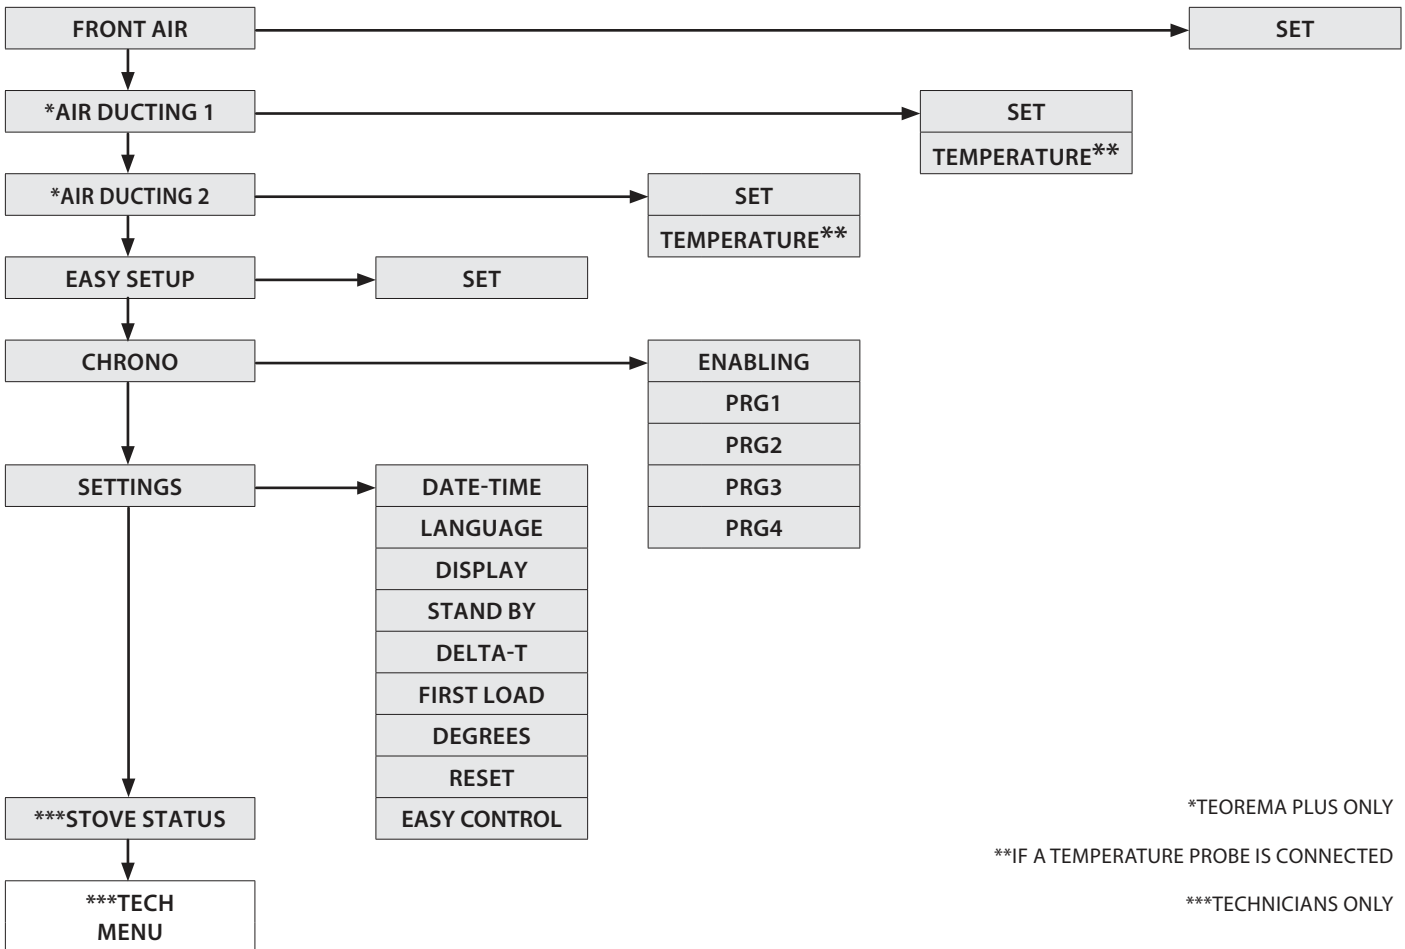 FRONT AIR
SET
*AIR DUCTING 1
SET
TEMPERATURE**
*AIR DUCTING 2
SET
TEMPERATURE**
EASY SETUP
SET
CHRONO
ENABLING
PRG1
PRG2
PRG3
PRG4
SETTINGS
DATE-TIME
LANGUAGE
DISPLAY
STAND BY
DELTA-T
FIRST LOAD
DEGREES
RESET
EASY CONTROL
***STOVE STATUS
***TECH
MENU
*TEOREMA PLUS ONLY
**IF A TEMPERATURE PROBE IS CONNECTED
***TECHNICIANS ONLY